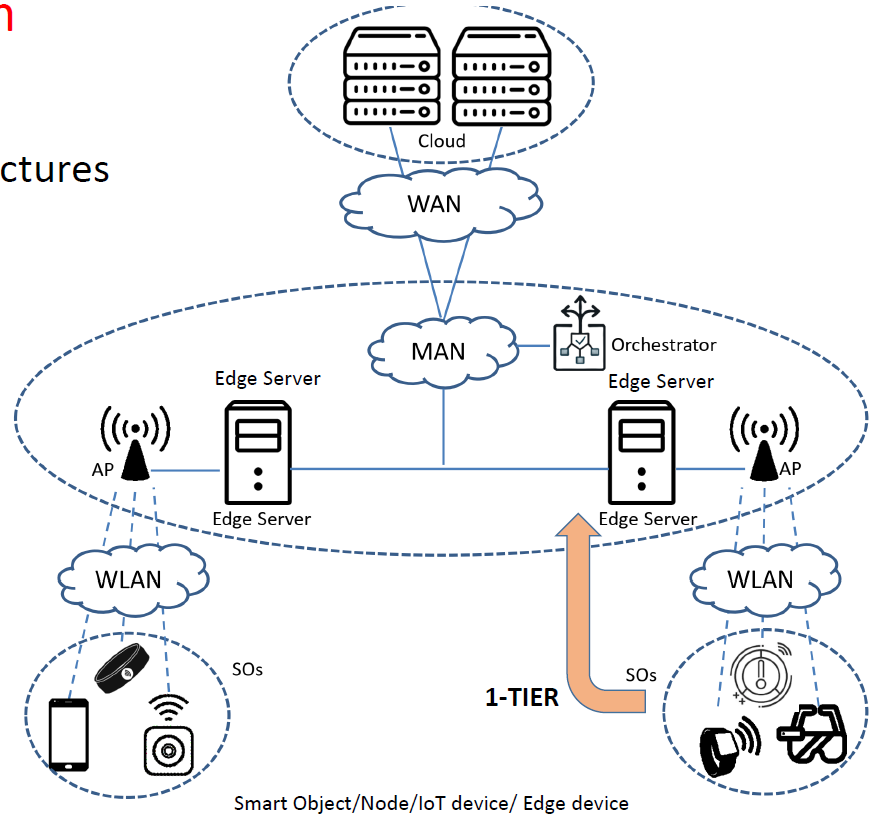 ctures
Cloud
WAN
MAN
Orchestrator
Edge Server
Edge Server
AP
AP
Edge Server
Edge Server
WLAN
WLAN
SOs
SOs
1-TIER
Smart Object/Node/IoT device/ Edge device